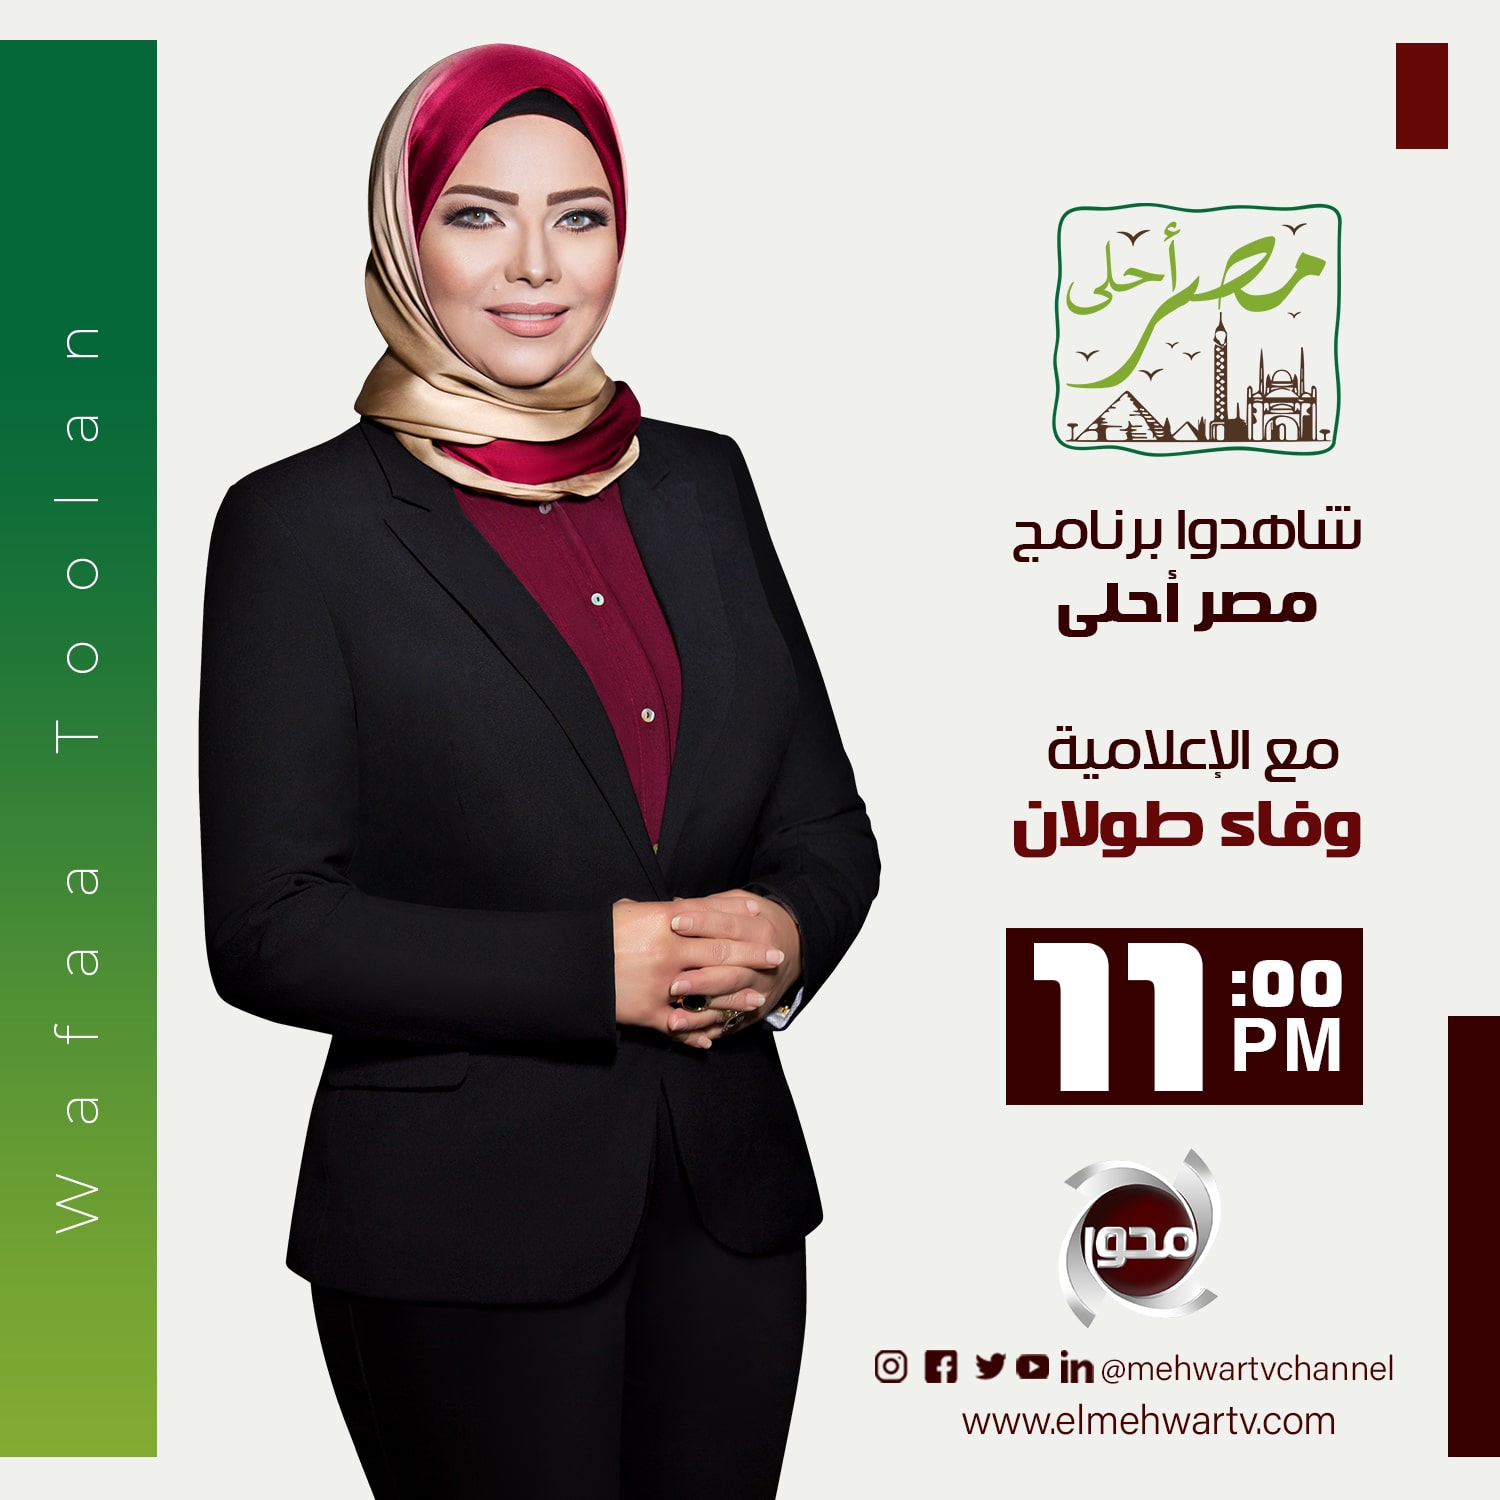 Wafaa Toolan
مصر أحلى
شاهدوا برنامج
مصر أحلى
مع الإعلامية
وفاء طولان
11:00
PM
محور
@mehwartvchannel
www.elmehwartv.com